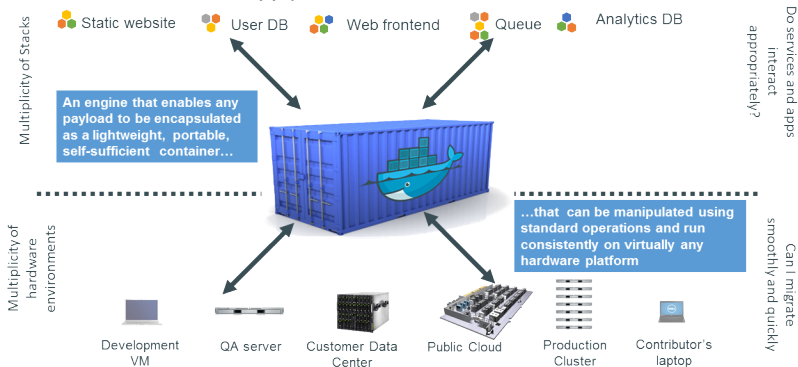 Static website
User DB
Web frontend
Queue
Analytics DB
Multiplicity of Stacks
Do services and apps
interact
appropriately?
An engine that enables any
payload to be encapsulated
as a lightweight, portable,
self-sufficient container…
…that can be manipulated using
standard operations and run
consistently on virtually any
hardware platform
Multiplicity of
hardware
environments
Can I migrate
smoothly and quickly
Development
VM
QA server
Customer Data
Center
Public Cloud
Production
Cluster
Contributor's
laptop